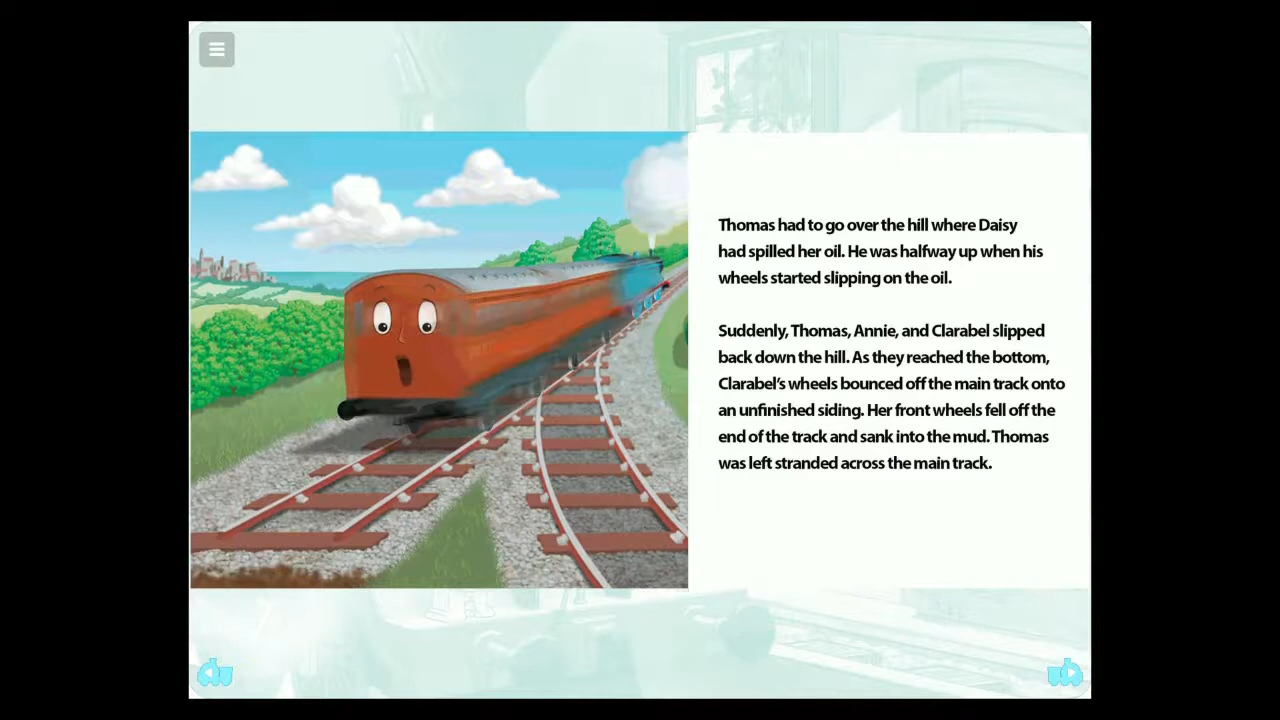 Thomas had to go over the hill where Daisy
had spilled her oil. He was halfway up when his
wheels started slipping on the oil.
Suddenly, Thomas, Annie, and Clarabel slipped
back down the hill. As they reached the bottom,
Clarabel's wheels bounced off the main track onto
an unfinished siding. Her front wheels fell off the
end of the track and sank into the mud. Thomas
was left stranded across the main track.